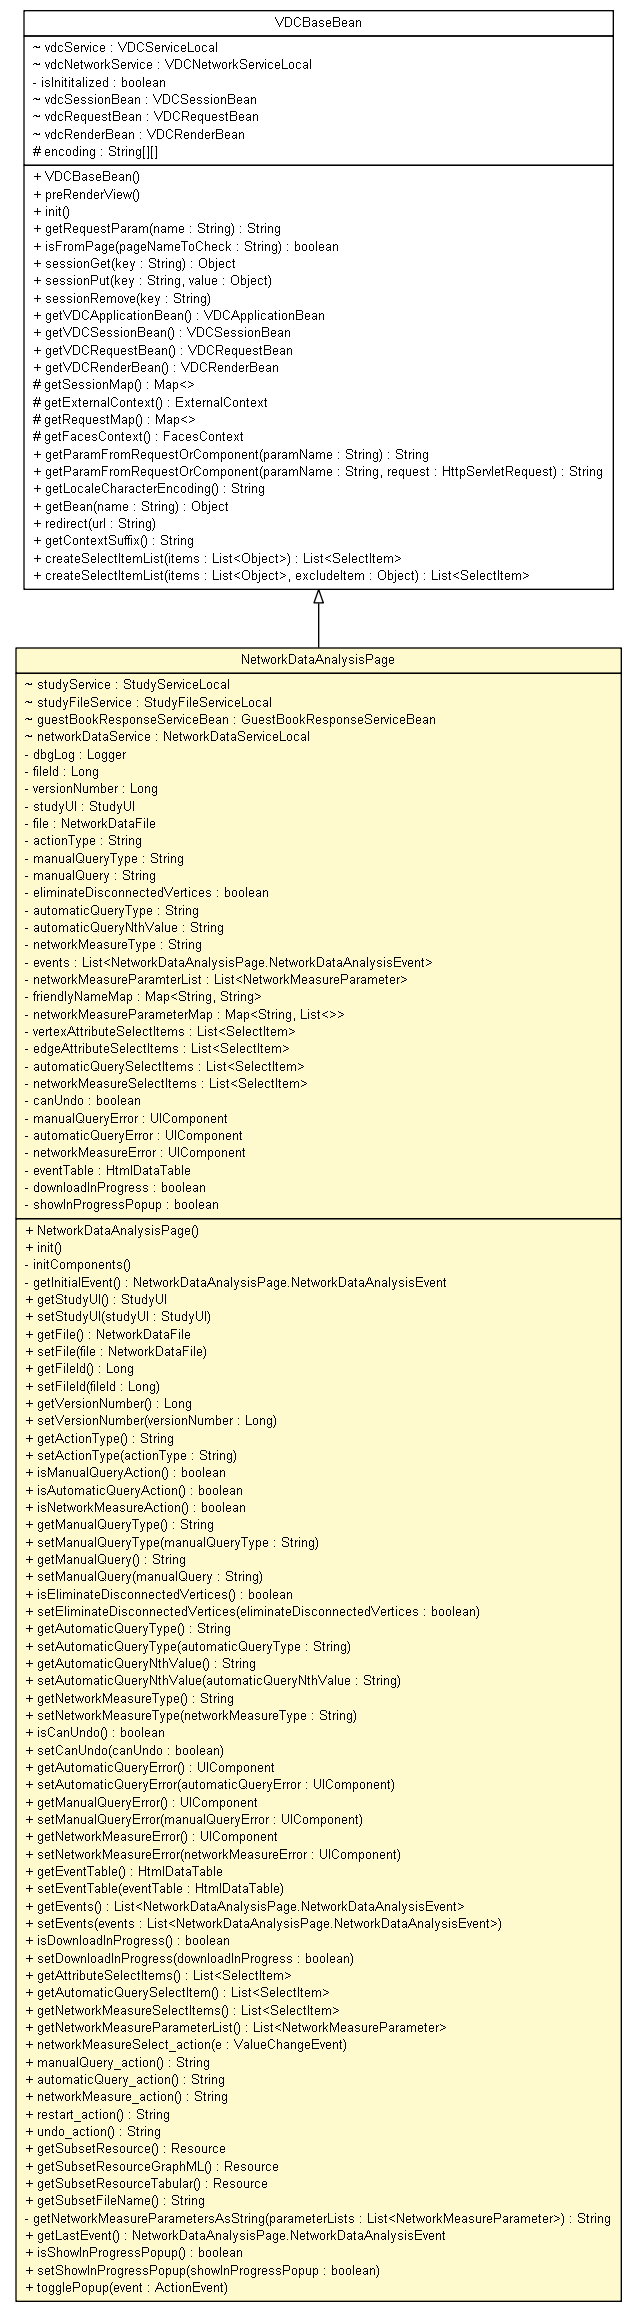 VDCBaseBean
~ vdcService : VDCServiceLocal
~ vdcNetworkService : VDCNetworkServiceLocal
- isInititalized : boolean
~ vdcSessionBean : VDCSessionBean
~ vdcRequestBean : VDCRequestBean
~ vdcRenderBean : VDCRenderBean
# encoding : String[][]
+ VDCBaseBean()
+ preRenderView()
+ init()
+ getRequestParam(name : String) : String
+ isFromPage(pageNameToCheck : String) : boolean
+ sessionGet(key : String) : Object
+ sessionPut(key : String, value : Object)
+ sessionRemove(key : String)
+ getVDCApplicationBean() : VDCApplicationBean
+ getVDCSessionBean() : VDCSessionBean
+ getVDCRequestBean() : VDCRequestBean
+ getVDCRenderBean() : VDCRenderBean
# getSessionMap() : Map<>
# getExternalContext() : ExternalContext
# getRequestMap() : Map<>
# getFacesContext() : FacesContext
+ getParamFromRequestOrComponent(paramName : String) : String
+ getParamFromRequestOrComponent(paramName : String, request : HttpServletRequest) : String
+ getLocaleCharacterEncoding() : String
+ getBean(name : String) : Object
+ redirect(url : String)
+ getContextSuffix() : String
+ createSelectItemList(items : List<Object>) : List<SelectItem>
+ createSelectItemList(items : List<Object>, excludeItem : Object) : List<SelectItem>
NetworkDataAnalysisPage
~ studyService : StudyServiceLocal
~ studyFileService : StudyFileServiceLocal
~ guestBookResponseServiceBean : GuestBookResponseServiceBean
~ networkDataService : NetworkDataServiceLocal
- dbgLog : Logger
- fileId : Long
- versionNumber : Long
- studyUI : StudyUI
- file : NetworkDataFile
- actionType : String
- manualQueryType : String
- manualQuery : String
- eliminateDisconnectedVertices : boolean
- automaticQueryType : String
- automaticQueryNthValue : String
- networkMeasureType : String
- events : List<NetworkDataAnalysisPage.NetworkDataAnalysisEvent>
- networkMeasureParamterList : List<NetworkMeasureParameter>
- friendlyNameMap : Map<String, String>
- networkMeasureParameterMap : Map<String, List<>>
- vertexAttributeSelectItems : List<SelectItem>
- edgeAttributeSelectItems : List<SelectItem>
- automaticQuerySelectItems : List<SelectItem>
- networkMeasureSelectItems : List<SelectItem>
- canUndo : boolean
- manualQueryError : UIComponent
- automaticQueryError : UIComponent
- networkMeasureError : UIComponent
- eventTable : HtmlDataTable
- downloadInProgress : boolean
- showInProgressPopup : boolean
+ NetworkDataAnalysisPage()
+ init()
- initComponents()
- getInitialEvent() : NetworkDataAnalysisPage.NetworkDataAnalysisEvent
+ getStudyUI() : StudyUI
+ setStudyUI(studyUI : StudyUI)
+ getFile() : NetworkDataFile
+ setFile(file : NetworkDataFile)
+ getFileId() : Long
+ setFileId(fileId : Long)
+ getVersionNumber() : Long
+ setVersionNumber(versionNumber : Long)
+ getActionType() : String
+ setActionType(actionType : String)
+ isManualQueryAction() : boolean
+ isAutomaticQueryAction() : boolean
+ isNetworkMeasureAction() : boolean
+ getManualQueryType() : String
+ setManualQueryType(manualQueryType : String)
+ getManualQuery() : String
+ setManualQuery(manualQuery : String)
+ isEliminateDisconnectedVertices() : boolean
+ setEliminateDisconnectedVertices(eliminateDisconnectedVertices : boolean)
+ getAutomaticQueryType() : String
+ setAutomaticQueryType(automaticQueryType : String)
+ getAutomaticQueryNthValue() : String
+ setAutomaticQueryNthValue(automaticQueryNthValue : String)
+ getNetworkMeasureType() : String
+ setNetworkMeasureType(networkMeasureType : String)
+ isCanUndo() : boolean
+ setCanUndo(canUndo : boolean)
+ getAutomaticQueryError() : UIComponent
+ setAutomaticQueryError(automaticQueryError : UIComponent)
+ getManualQueryError() : UIComponent
+ setManualQueryError(manualQueryError : UIComponent)
+ getNetworkMeasureError() : UIComponent
+ setNetworkMeasureError(networkMeasureError : UIComponent)
+ getEventTable() : HtmlDataTable
+ setEventTable(eventTable : HtmlDataTable)
+ getEvents() : List<NetworkDataAnalysisPage.NetworkDataAnalysisEvent>
+ setEvents(events : List<NetworkDataAnalysisPage.NetworkDataAnalysisEvent>)
+ isDownloadInProgress() : boolean
+ setDownloadInProgress(downloadInProgress : boolean)
+ getAttributeSelectItems() : List<SelectItem>
+ getAutomaticQuerySelectItem() : List<SelectItem>
+ getNetworkMeasureSelectItems() : List<SelectItem>
+ getNetworkMeasureParameterList() : List<NetworkMeasureParameter>
+ networkMeasureSelect_action(e : ValueChangeEvent)
+ manualQuery_action() : String
+ automaticQuery_action() : String
+ networkMeasure_action() : String
+ restart_action() : String
+ undo_action() : String
+ getSubsetResource() : Resource
+ getSubsetResourceGraphML() : Resource
+ getSubsetResourceTabular() : Resource
+ getSubsetFileName() : String
- getNetworkMeasureParametersAsString(parameterLists : List<NetworkMeasureParameter>) : String
+ getLastEvent() : NetworkDataAnalysisPage.NetworkDataAnalysisEvent
+ isShowInProgressPopup() : boolean
+ setShowInProgressPopup(showInProgressPopup : boolean)
+ togglePopup(event : ActionEvent)